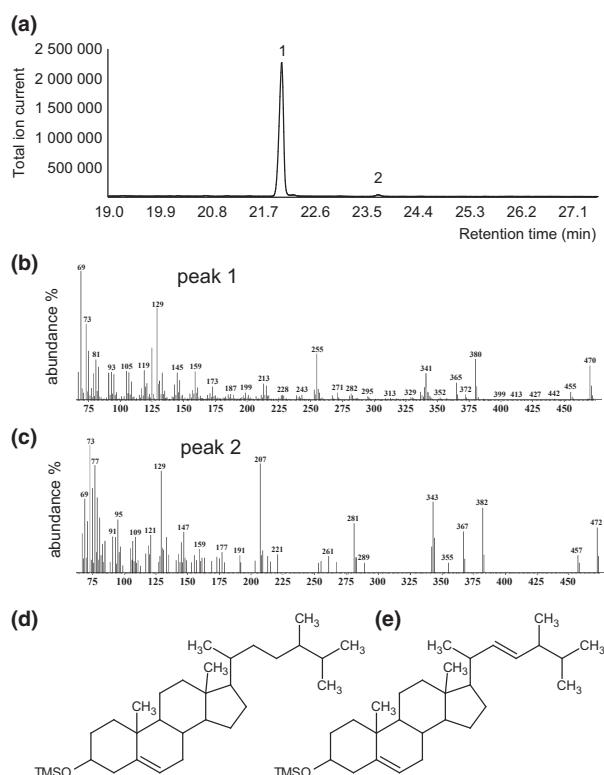 (a)
Total ion current
2 500 000
2 000 000
1 500 000
1 000 000
500 000
1
2
19.0 19.9 20.8 21.7 22.6 23.5 24.4 25.3 26.2 27.1
Retention time (min)
(b)
abundance %
peak 1
69
73
81
93
105
119
129
145
159
173
187
199
213
228
243
255
271
282
295
313
329
341
352
365
372
380
399
413
427
442
455
470
75 100 125 150 175 200 225 250 275 300 325 350 375 400 425 450
(c)
abundance %
peak 2
69
73
77
91
95
109
121
129
147
159
177
191
207
221
261
281
289
343
355
367
382
457
472
75 100 125 150 175 200 225 250 275 300 325 350 375 400 425 450
(d)
H3C
CH3
CH3
CH3
H3C
CH3
TMSO
(e)
H3C
CH3
CH3
CH3
H3C
CH3
TMSO